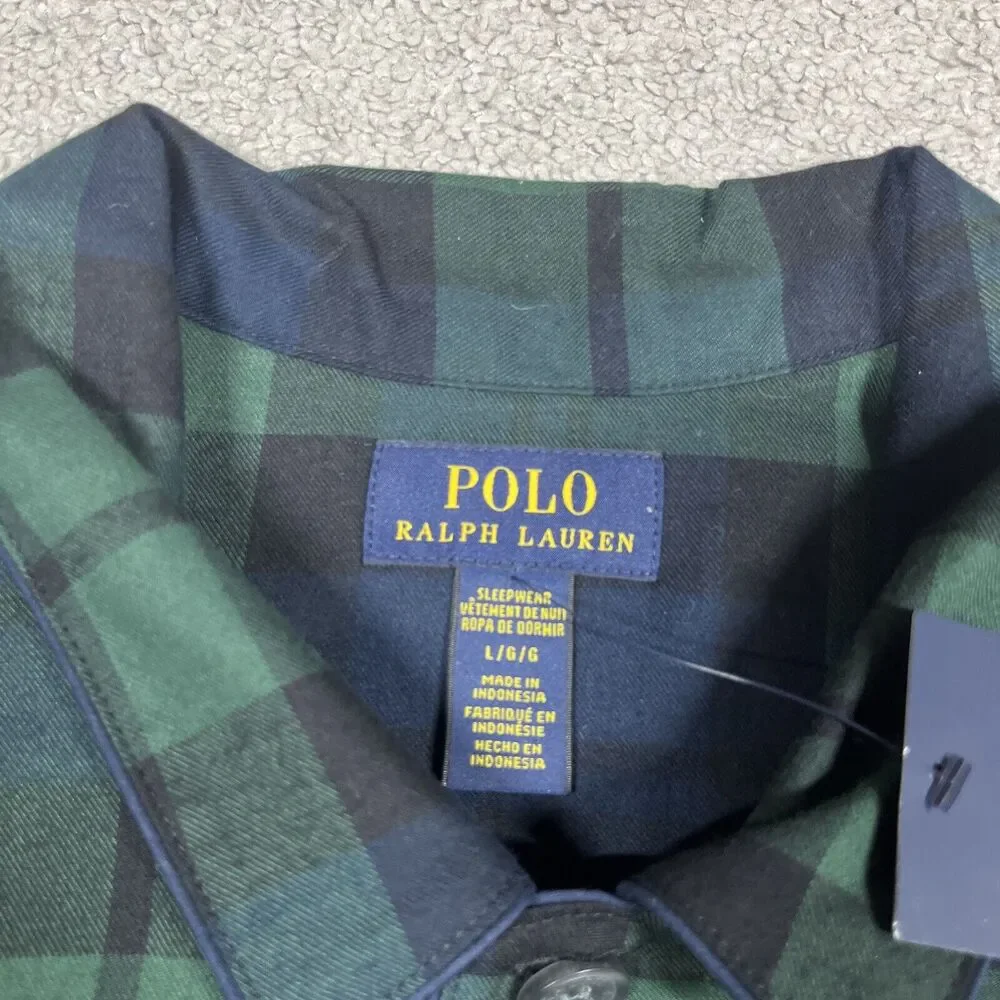 POLO
RALPH LAUREN
SLEEPWEAR
VÊTEMENT DE NUIT
ROPA DE DORMIR
L/G/G
MADE IN
INDONESIA
FABRIQUÉ EN
INDONÉSIE
HECHO EN
INDONESIA